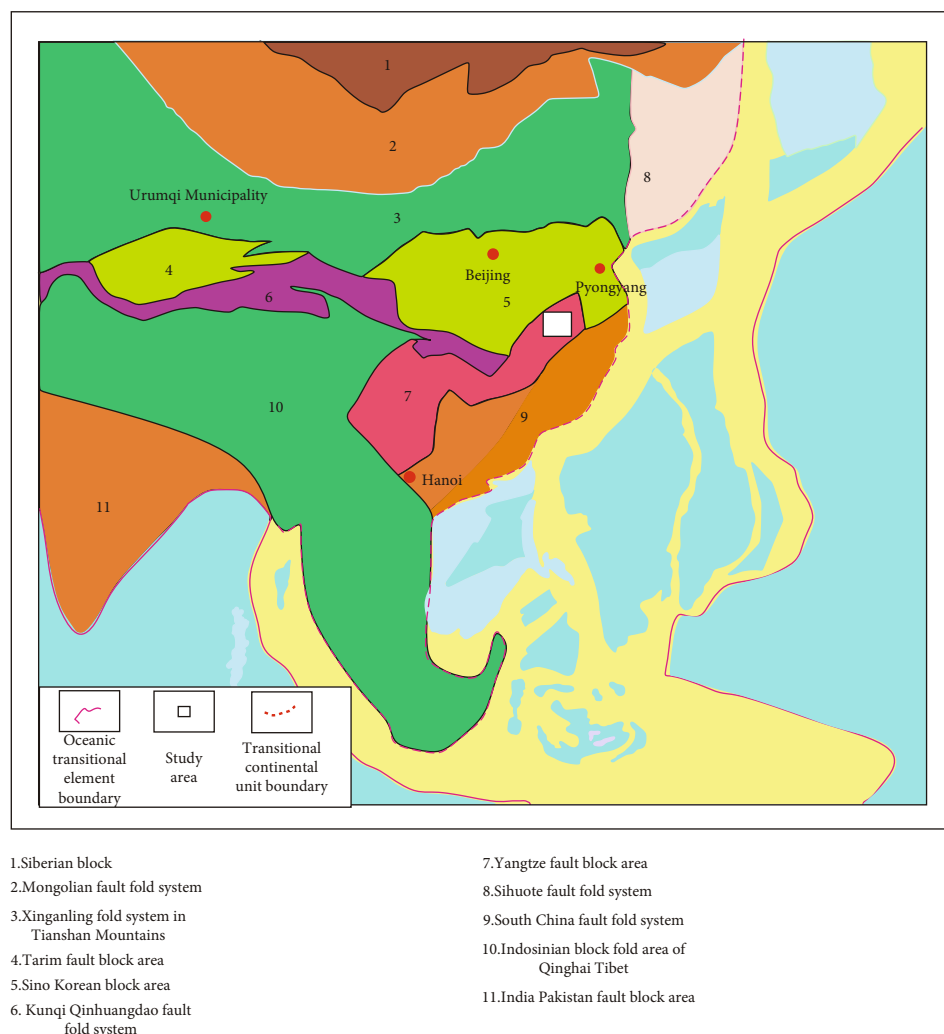 1
2
8
Urumqi Municipality
3
4
Beijing
Pyongyang
6
5
7
10
9
Hanoi
11
Oceanic
transitional
element
boundary
Study
area
Transitional
continental
unit boundary
1.Siberian block
2.Mongolian fault fold system
3.Xinganling fold system in
Tianshan Mountains
4.Tarim fault block area
5.Sino Korean block area
6. Kunqi Qinhuangdao fault
fold system
7.Yangtze fault block area
8.Sihuote fault fold system
9.South China fault fold system
10.Indosinian block fold area of
Qinghai Tibet
11.India Pakistan fault block area